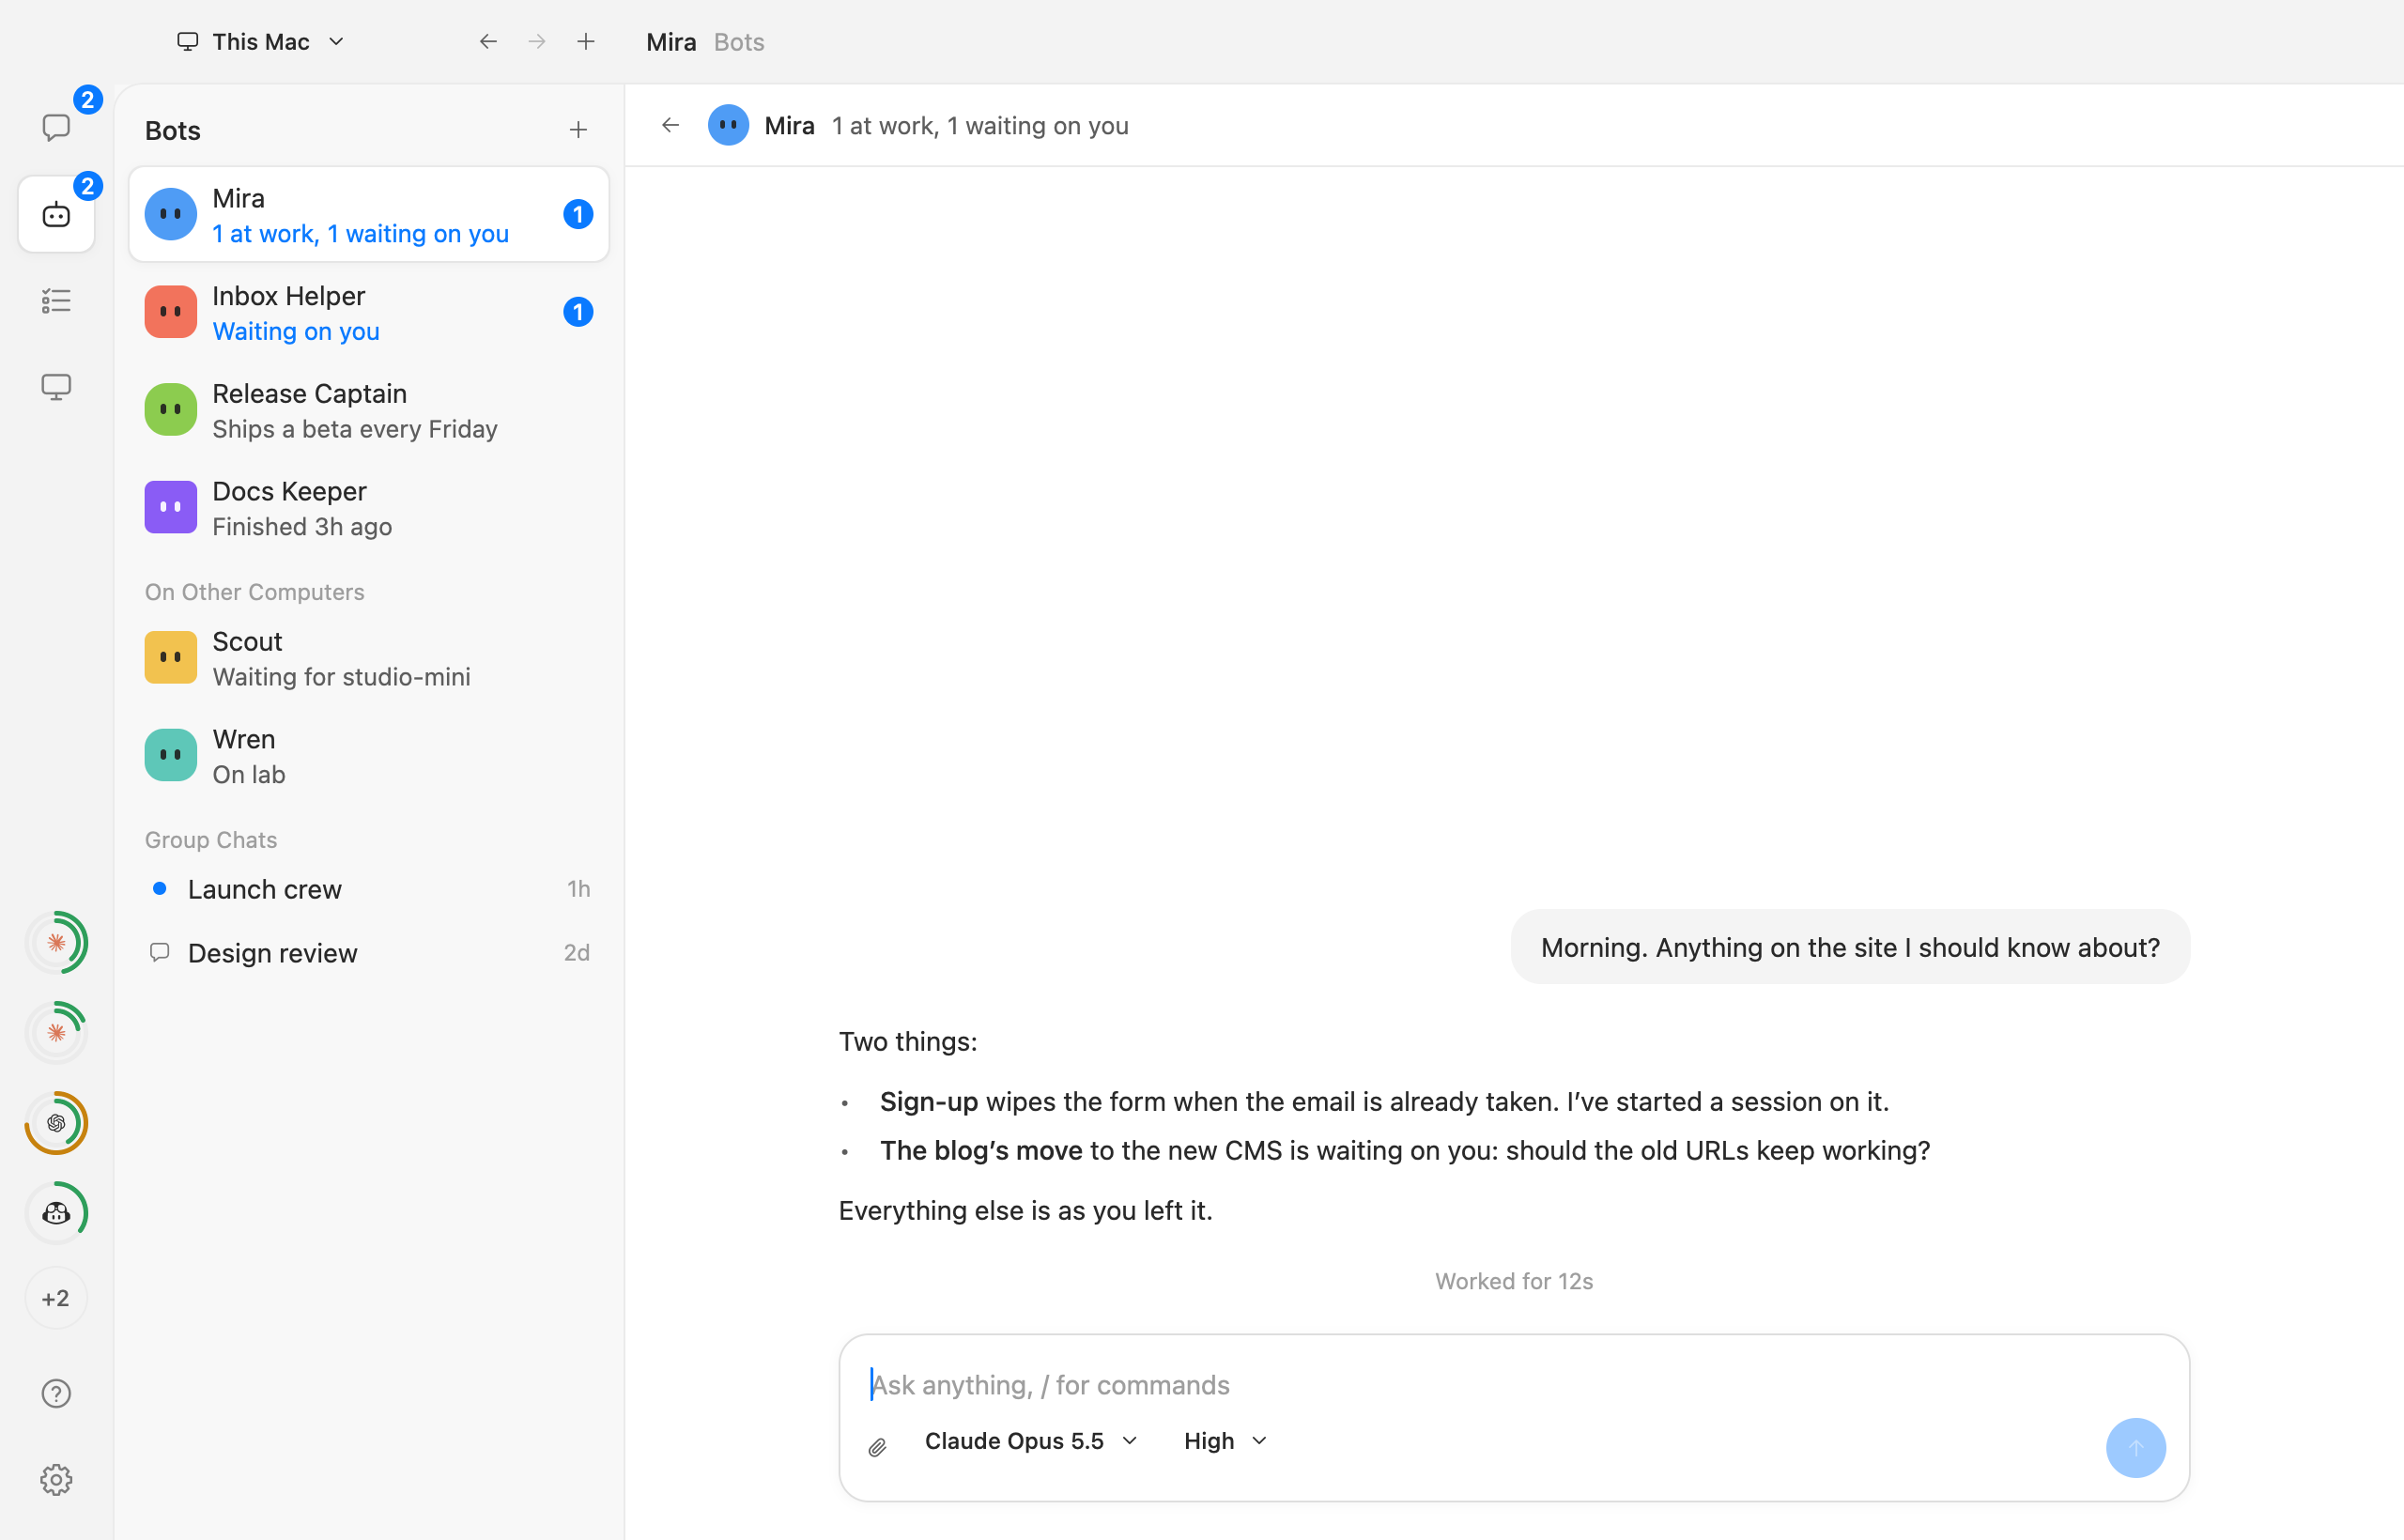 This Mac
Mira Bots
2
2
Bots
Mira
1 at work, 1 waiting on you
1
Inbox Helper
Waiting on you
1
Release Captain
Ships a beta every Friday
Docs Keeper
Finished 3h ago
On Other Computers
Scout
Waiting for studio-mini
Wren
On lab
Group Chats
Launch crew 1h
Design review 2d
+2
Mira 1 at work, 1 waiting on you
Morning. Anything on the site I should know about?
Two things:
• Sign-up wipes the form when the email is already taken. I’ve started a session on it.
• The blog’s move to the new CMS is waiting on you: should the old URLs keep working?
Everything else is as you left it.
Worked for 12s
Ask anything, / for commands
Claude Opus 5.5 High